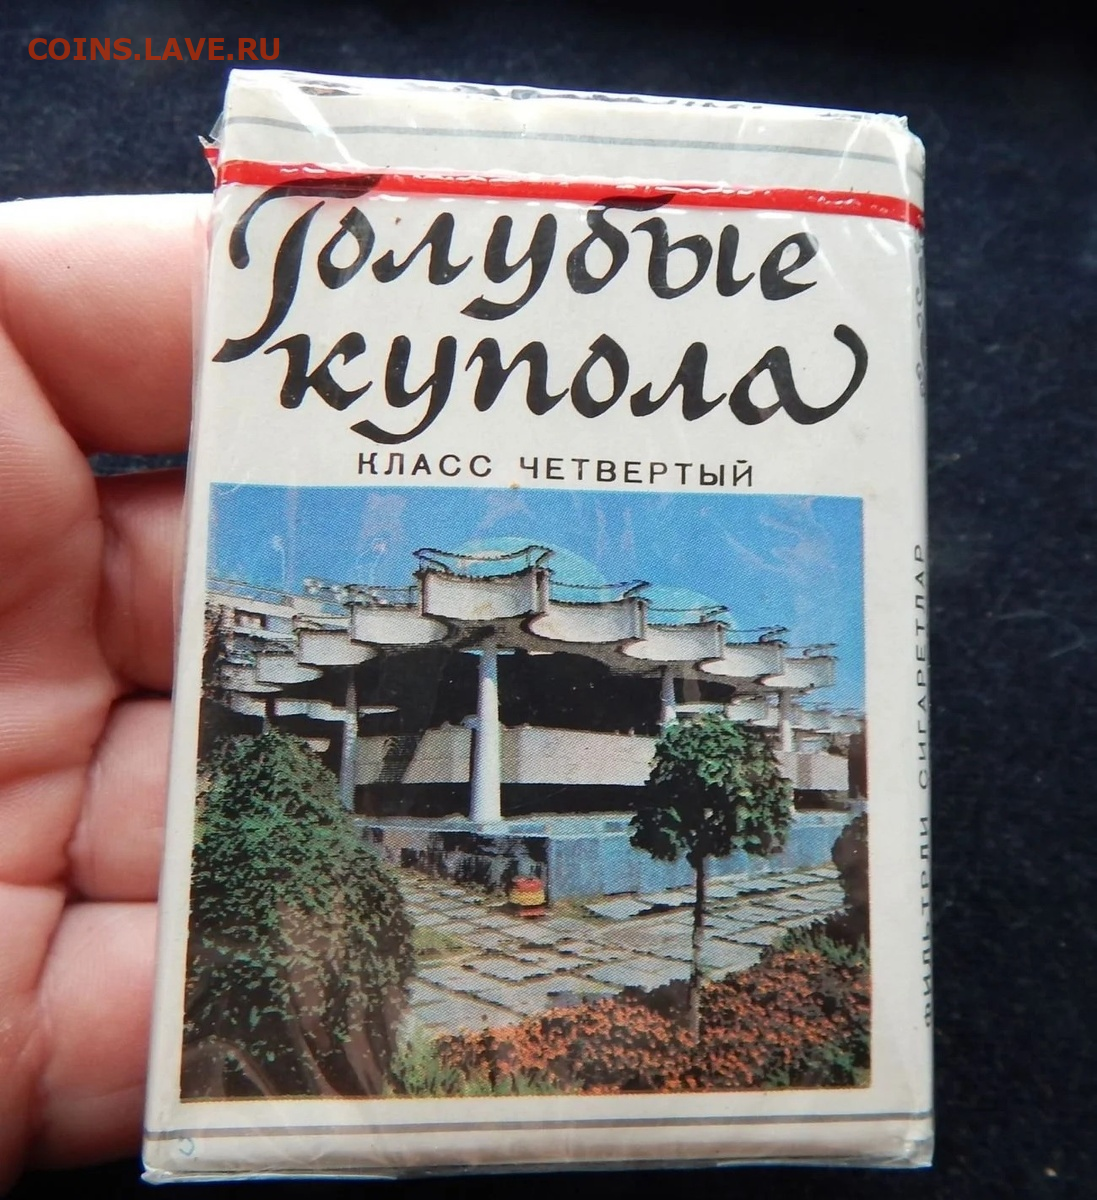 COINS.LAVE.RU
Голубые
купола
КЛАСС ЧЕТВЕРТЫЙ
ФИЛЬТРЛИ СИГАРЕТЛАР